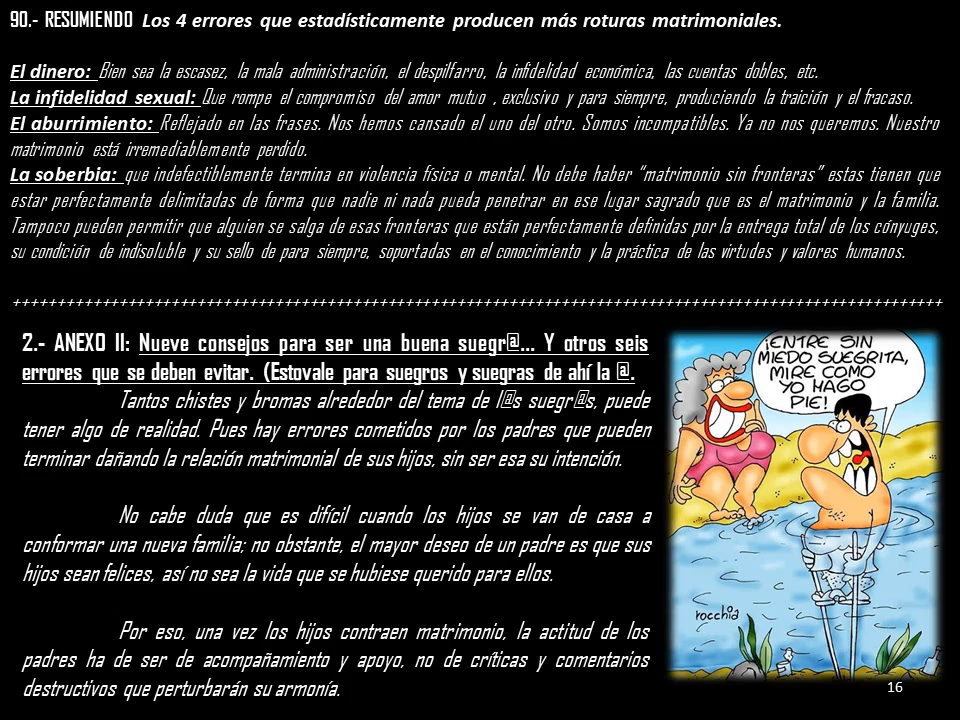 90.- RESUMIENDO Los 4 errores que estadísticamente producen más roturas matrimoniales.
El dinero: Bien sea la escasez, la mala administración, el despilfarro, la infidelidad económica, las cuentas dobles, etc.
La infidelidad sexual: Que rompe el compromiso del amor mutuo , exclusivo y para siempre, produciendo la traición y el fracaso.
El aburrimiento: Reflejado en las frases. Nos hemos cansado el uno del otro. Somos incompatibles. Ya no nos queremos. Nuestro
matrimonio está irremediablemente perdido.
La soberbia: que indefectiblemente termina en violencia física o mental. No debe haber “matrimonio sin fronteras” estas tienen que
estar perfectamente delimitadas de forma que nadie ni nada pueda penetrar en ese lugar sagrado que es el matrimonio y la familia.
Tampoco pueden permitir que alguien se salga de esas fronteras que están perfectamente definidas por la entrega total de los cónyuges,
su condición de indisoluble y su sello de para siempre, soportadas en el conocimiento y la práctica de las virtudes y valores humanos.
++++++++++++++++++++++++++++++++++++++++++++++++++++++++++++++++++++++++++++++++++++++++++++++++++++++++++++++++
2.- ANEXO II: Nueve consejos para ser una buena suegr@... Y otros seis
errores que se deben evitar. (Estovale para suegros y suegras de ahí la @.
Tantos chistes y bromas alrededor del tema de l@s suegr@s, puede
tener algo de realidad. Pues hay errores cometidos por los padres que pueden
terminar dañando la relación matrimonial de sus hijos, sin ser esa su intención.
No cabe duda que es difícil cuando los hijos se van de casa a
conformar una nueva familia; no obstante, el mayor deseo de un padre es que sus
hijos sean felices, así no sea la vida que se hubiese querido para ellos.
Por eso, una vez los hijos contraen matrimonio, la actitud de los
padres ha de ser de acompañamiento y apoyo, no de críticas y comentarios
destructivos que perturbarán su armonía.
¡ENTRE SIN
MIEDO SUEGRITA,
MIRE COMO
YO HAGO
PIE!
rocchia
16